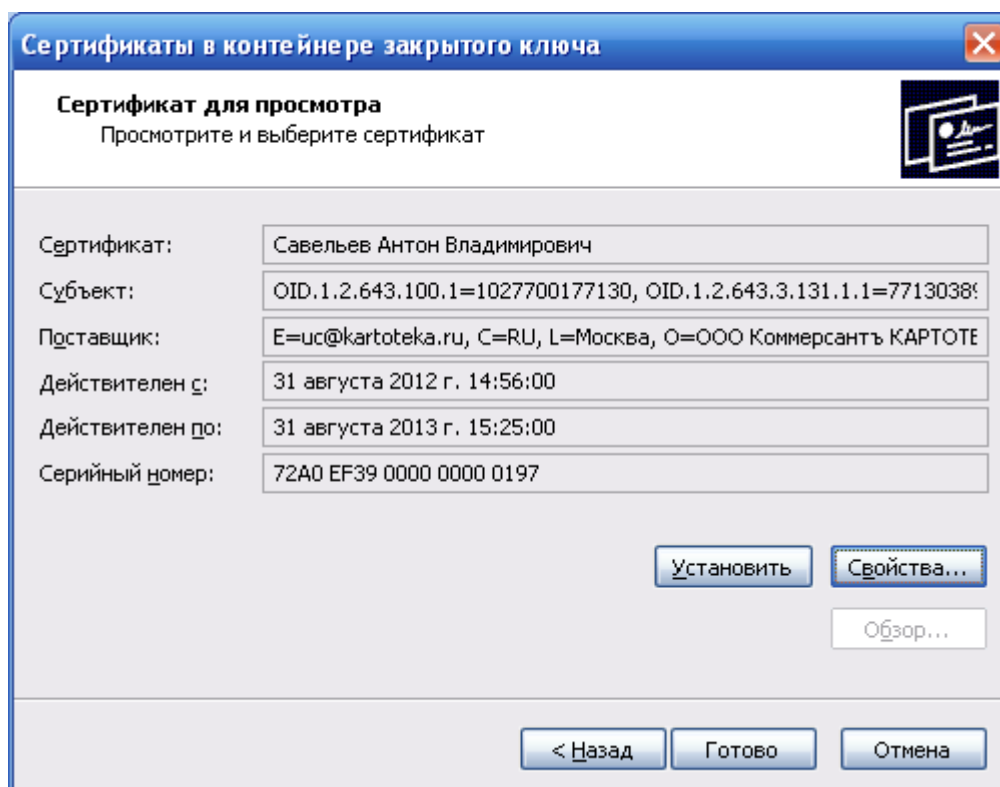 Сертификаты в контейнере закрытого ключа
Сертификат для просмотра
Просмотрите и выберите сертификат
Сертификат: Савельев Антон Владимирович
Субъект: OID.1.2.643.100.1=1027700177130, OID.1.2.643.3.131.1.1=77130389
Поставщик: E=uc@kartoteka.ru, C=RU, L=Москва, O=ООО Коммерсантъ КАРТОТЕ
Действителен с: 31 августа 2012 г. 14:56:00
Действителен по: 31 августа 2013 г. 15:25:00
Серийный номер: 72A0 EF39 0000 0000 0197
Установить Свойства...
Обзор...
< Назад Готово Отмена